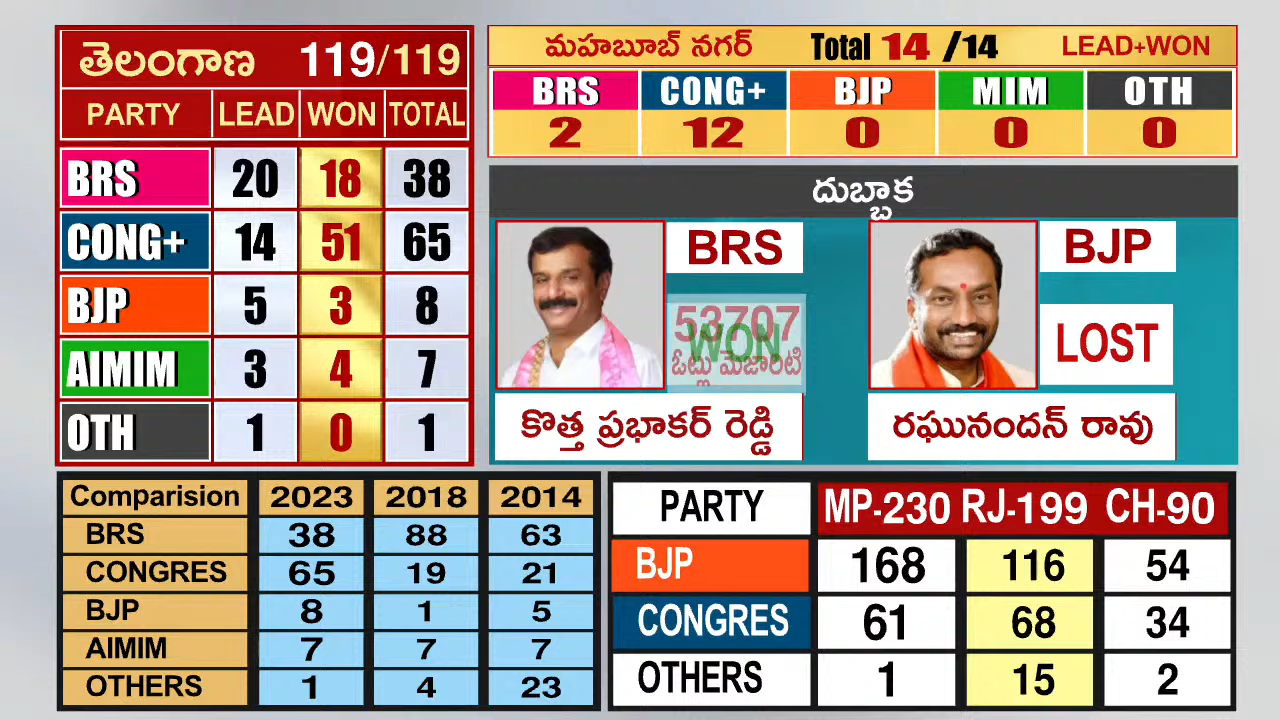 తెలంగాణ 119/119
PARTY LEAD WON TOTAL
BRS 20 18 38
CONG+ 14 51 65
BJP 5 3 8
AIMIM 3 4 7
OTH 1 0 1
మహబూబ్ నగర్ Total 14 /14 LEAD+WON
BRS CONG+ BJP MIM OTH
2 12 0 0 0
దుబ్బాక
BRS BJP
53707
WON
ఓట్ల మెజారిటి
LOST
కొత్త ప్రభాకర్ రెడ్డి రఘునందన్ రావు
Comparision 2023 2018 2014
BRS 38 88 63
CONGRES 65 19 21
BJP 8 1 5
AIMIM 7 7 7
OTHERS 1 4 23
PARTY MP-230 RJ-199 CH-90
BJP 168 116 54
CONGRES 61 68 34
OTHERS 1 15 2